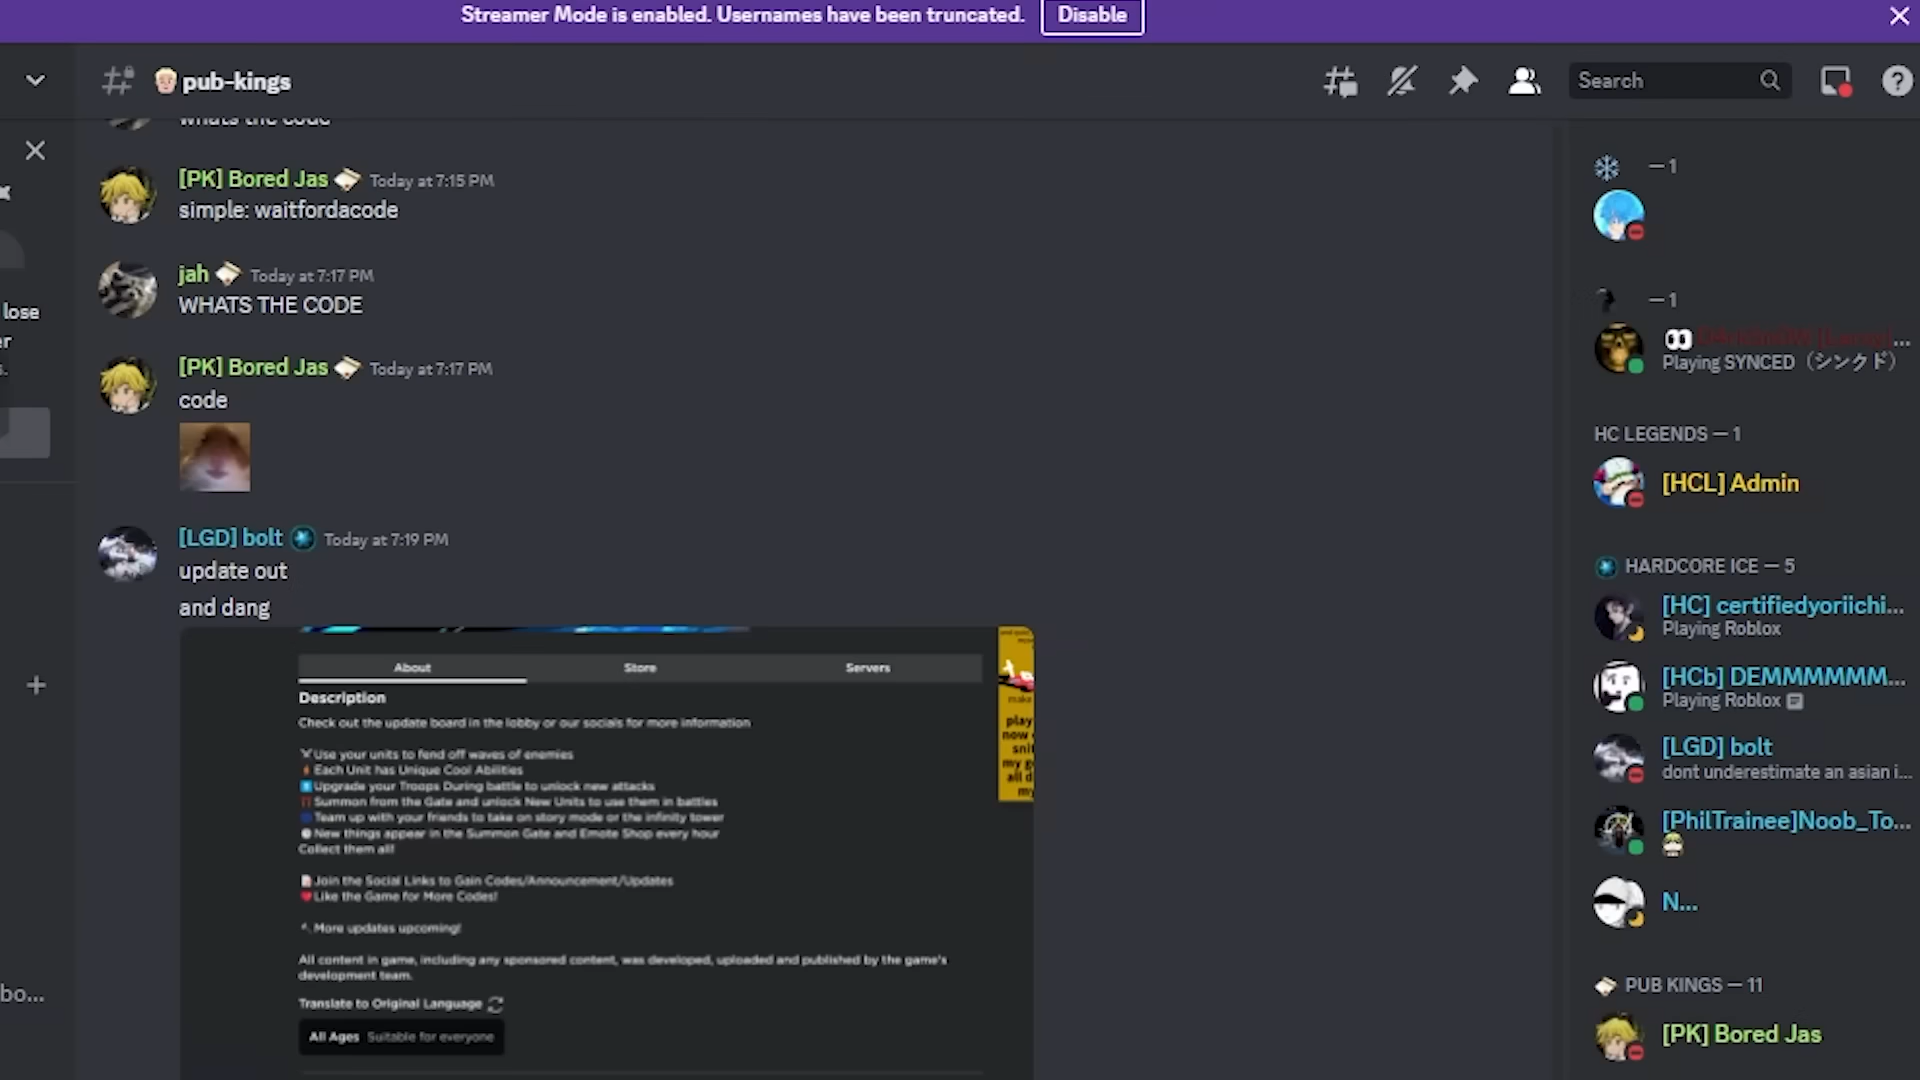 Streamer Mode is enabled. Usernames have been truncated.
Disable
pub-kings
Search
whats the code
[PK] Bored Jas Today at 7:15 PM
simple: waitfordacode
jah Today at 7:17 PM
WHATS THE CODE
[PK] Bored Jas Today at 7:17 PM
code
[LGD] bolt Today at 7:19 PM
update out
and dang
About
Store
Servers
Description
Check out the update board in the lobby or our socials for more information
Use your units to fend off waves of enemies
Each Unit has Unique Cool Abilities
Upgrade your Troops During battle to unlock new attacks
Summon from the Gate and unlock New Units to use them in battles
Team up with your friends to take on story mode or the infinity tower
New things appear in the Summon Gate and Emote Shop every hour
Collect them all!
Join the Social Links to Gain Codes/Announcement/Updates
Like the Game for More Codes!
More updates upcoming!
All content in game, including any sponsored content, was developed, uploaded and published by the game's
development team.
Translate to Original Language
All Ages Suitable for everyone
make
play
now
my
all d
my
lose
er
s.
bo...
—1
—1
Playing SYNCED（シンクド）
HC LEGENDS — 1
[HCL] Admin
HARDCORE ICE — 5
[HC] certifiedyoriichi...
Playing Roblox
[HCb] DEMMMMMM...
Playing Roblox
[LGD] bolt
dont underestimate an asian i...
[PhilTrainee]Noob_To...
N...
PUB KINGS — 11
[PK] Bored Jas